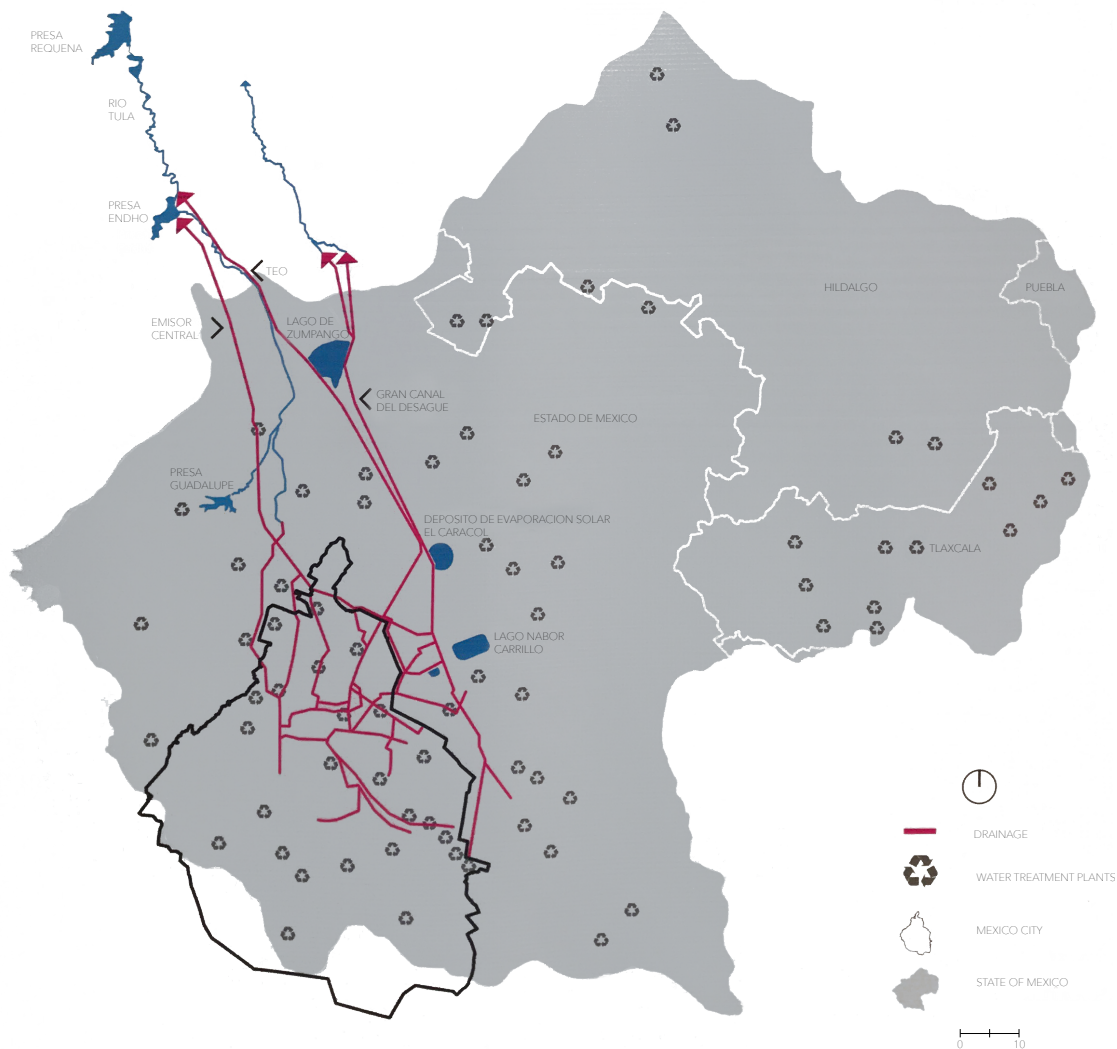 PRESA
REQUENA
RIO
TULA
PRESA
ENDHO
TEO
EMISOR
CENTRAL
LAGO DE
ZUMPANGO
GRAN CANAL
DEL DESAGUE
HILDALGO
PUEBLA
ESTADO DE MEXICO
PRESA
GUADALUPE
DEPOSITO DE EVAPORACION SOLAR
EL CARACOL
TLAXCALA
LAGO NABOR
CARRILLO
DRAINAGE
WATER TREATMENT PLANTS
MEXICO CITY
STATE OF MEXICO
0 10